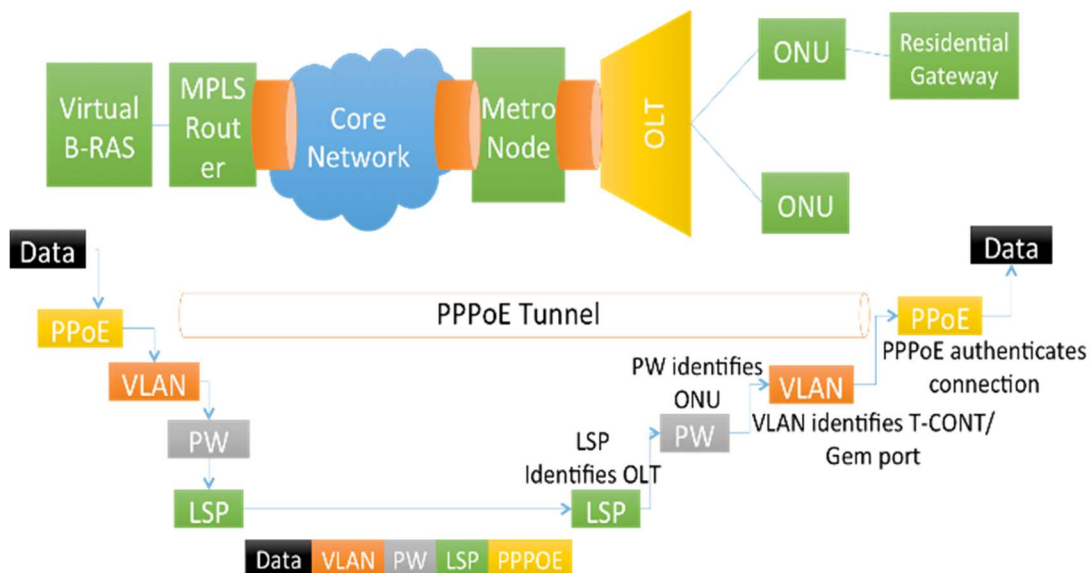 Virtual
B-RAS
MPLS
Rout
er
Core
Network
Metro
Node
OLT
ONU
Residential
Gateway
ONU
Data
Data
PPPoE Tunnel
PPoE
PPoE
PPPoE authenticates
connection
VLAN
PW identifies
ONU
VLAN
VLAN identifies T-CONT/
Gem port
PW
PW
LSP
Identifies OLT
LSP
LSP
Data VLAN PW LSP PPPOE